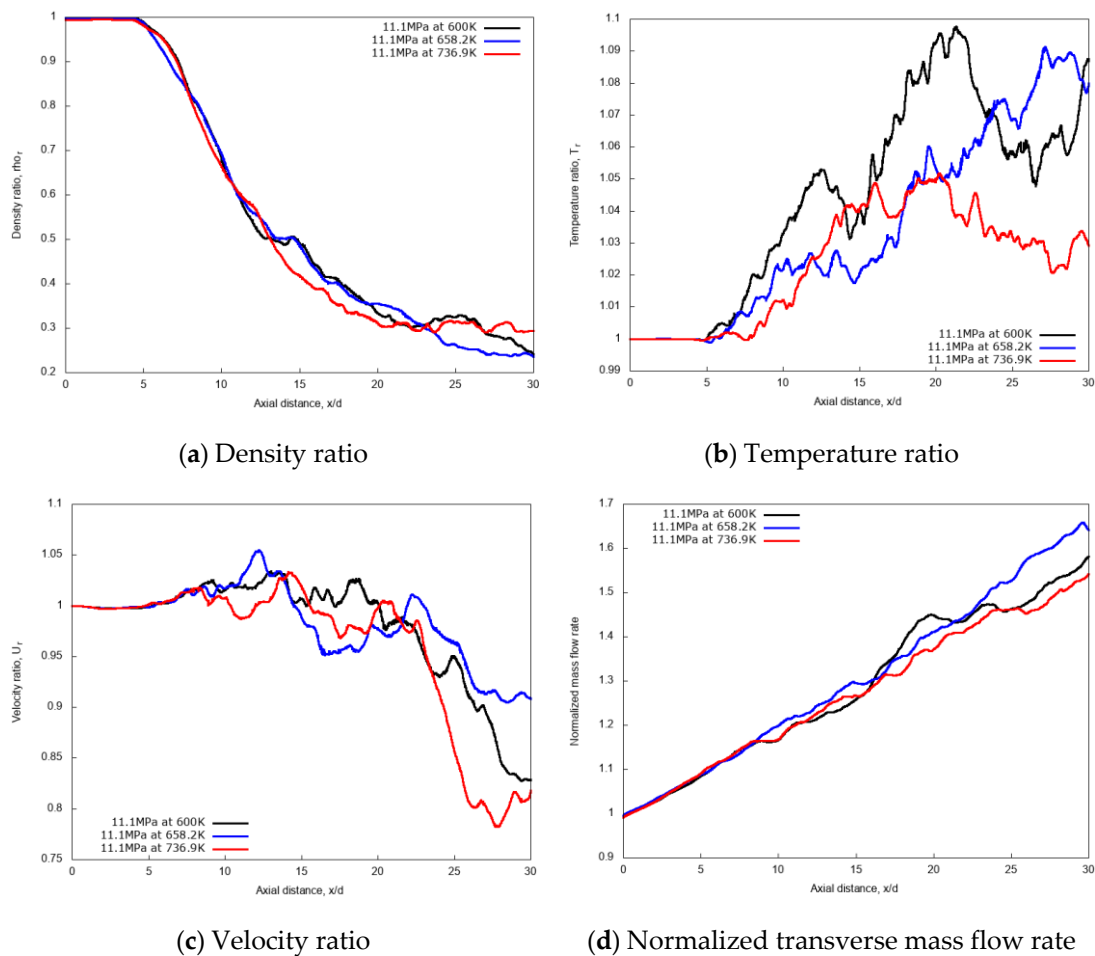 1
0.9
0.8
0.7
0.6
0.5
0.4
0.3
0.2
0 5 10 15 20 25 30
Density ratio, rho_r
Axial distance, x/d
11.1MPa at 600K
11.1MPa at 658.2K
11.1MPa at 736.9K
(a) Density ratio
1.1
1.09
1.08
1.07
1.06
1.05
1.04
1.03
1.02
1.01
1
0.99
0 5 10 15 20 25 30
Temperature ratio, T_r
Axial distance, x/d
11.1MPa at 600K
11.1MPa at 658.2K
11.1MPa at 736.9K
(b) Temperature ratio
1.1
1.05
1
0.95
0.9
0.85
0.8
0.75
0 5 10 15 20 25 30
Velocity ratio, U_r
Axial distance, x/d
11.1MPa at 600K
11.1MPa at 658.2K
11.1MPa at 736.9K
(c) Velocity ratio
1.7
1.6
1.5
1.4
1.3
1.2
1.1
1
0.9
0 5 10 15 20 25 30
Normalized mass flow rate
Axial distance, x/d
11.1MPa at 600K
11.1MPa at 658.2K
11.1MPa at 736.9K
(d) Normalized transverse mass flow rate